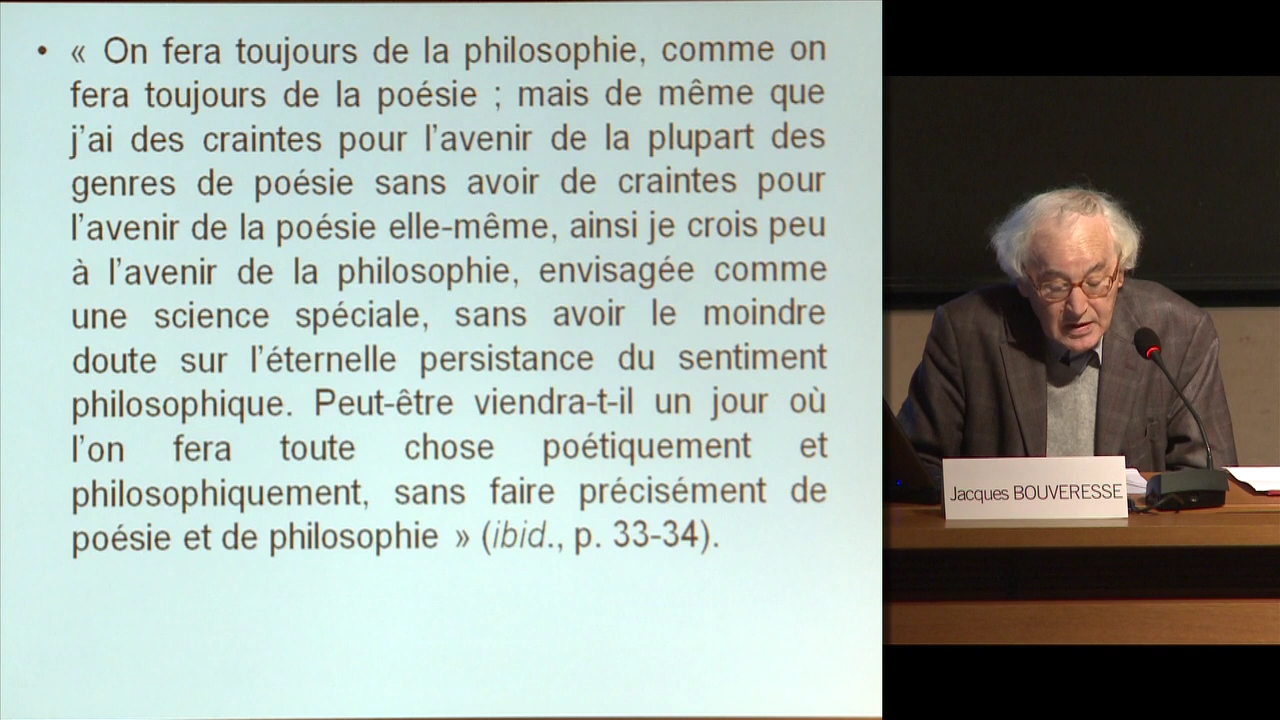 • « On fera toujours de la philosophie, comme on
fera toujours de la poésie ; mais de même que
j’ai des craintes pour l’avenir de la plupart des
genres de poésie sans avoir de craintes pour
l’avenir de la poésie elle-même, ainsi je crois peu
à l’avenir de la philosophie, envisagée comme
une science spéciale, sans avoir le moindre
doute sur l’éternelle persistance du sentiment
philosophique. Peut-être viendra-t-il un jour où
l’on fera toute chose poétiquement et
philosophiquement, sans faire précisément de
poésie et de philosophie » (ibid., p. 33-34).
Jacques BOUVERESSE